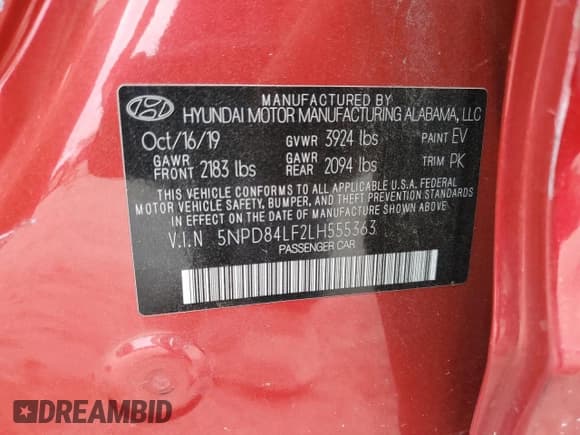 MANUFACTURED BY
HYUNDAI MOTOR MANUFACTURING ALABAMA, LLC
Oct/16/19 GVWR 3924 lbs PAINT EV
GAWR FRONT 2183 lbs GAWR REAR 2094 lbs TRIM PK
THIS VEHICLE CONFORMS TO ALL APPLICABLE U.S.A. FEDERAL
MOTOR VEHICLE SAFETY, BUMPER, AND THEFT PREVENTION STANDARDS
IN EFFECT ON THE DATE OF MANUFACTURE SHOWN ABOVE.
V.I.N 5NPD84LF2LH555363
PASSENGER CAR
DREAMBID